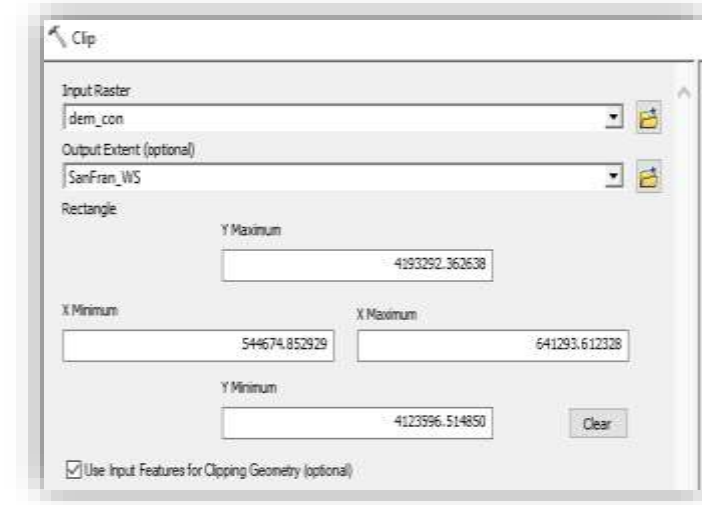 Clip
Input Raster
dem_con
Output Extent (optional)
SanFran_WS
Rectangle
Y Maximum
4193292.362638
X Minimum
X Maximum
544674.852929
641293.612328
Y Minimum
4123596.514850
Clear
Use Input Features for Clipping Geometry (optional)